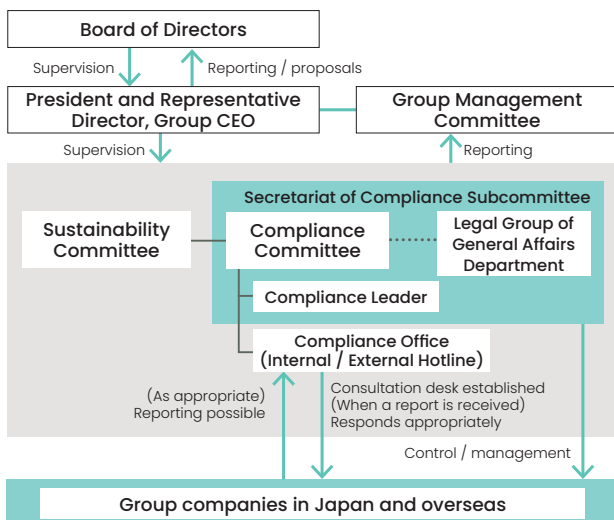 Board of Directors
Supervision
Reporting / proposals
President and Representative
Director, Group CEO
Group Management
Committee
Supervision
Reporting
Secretariat of Compliance Subcommittee
Sustainability
Committee
Compliance
Committee
Legal Group of
General Affairs
Department
Compliance Leader
Compliance Office
(Internal / External Hotline)
(As appropriate)
Reporting possible
Consultation desk established
(When a report is received)
Responds appropriately
Control / management
Group companies in Japan and overseas